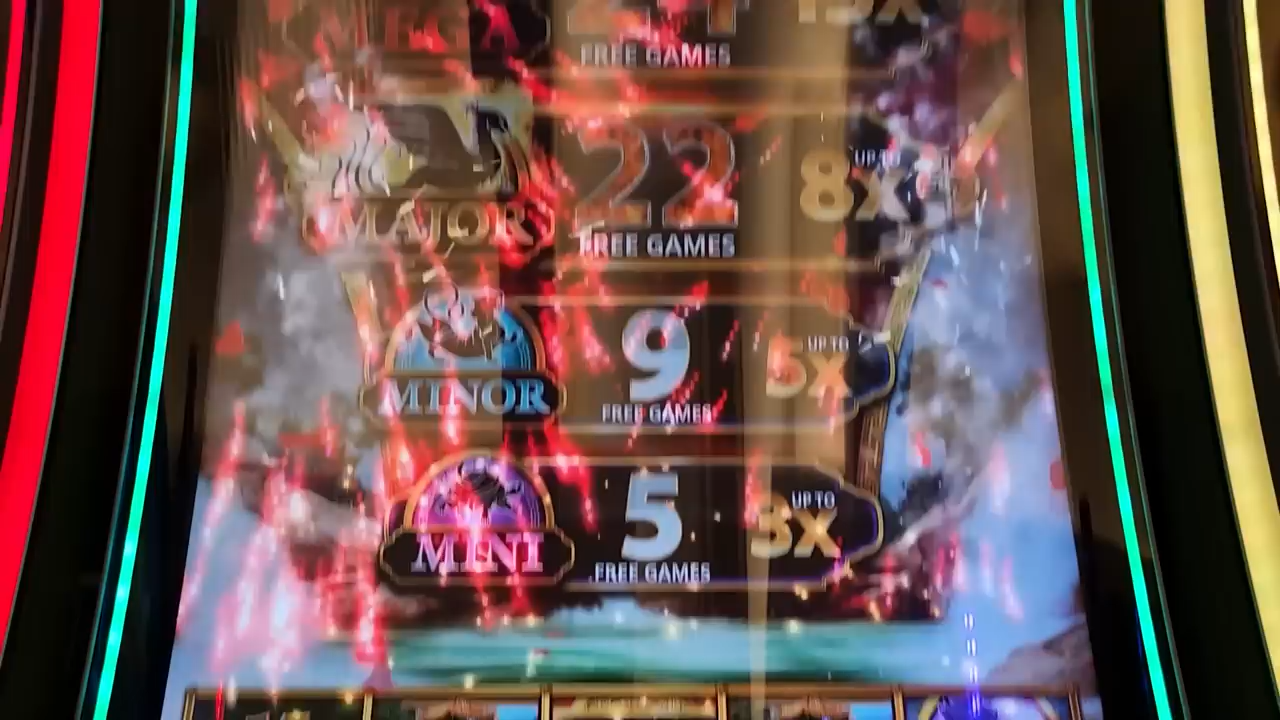 MEGA
FREE GAMES
MAJOR
22
FREE GAMES
UP TO
8X
MINOR
9
FREE GAMES
UP TO
5X
MINI
5
FREE GAMES
UP TO
3X